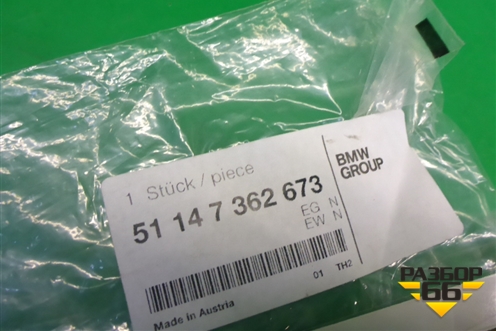 1 Stück / piece
51 14 7 362 673
EG N
EW N
BMW
GROUP
01 TH2
Made in Austria
РАЗБОР
66